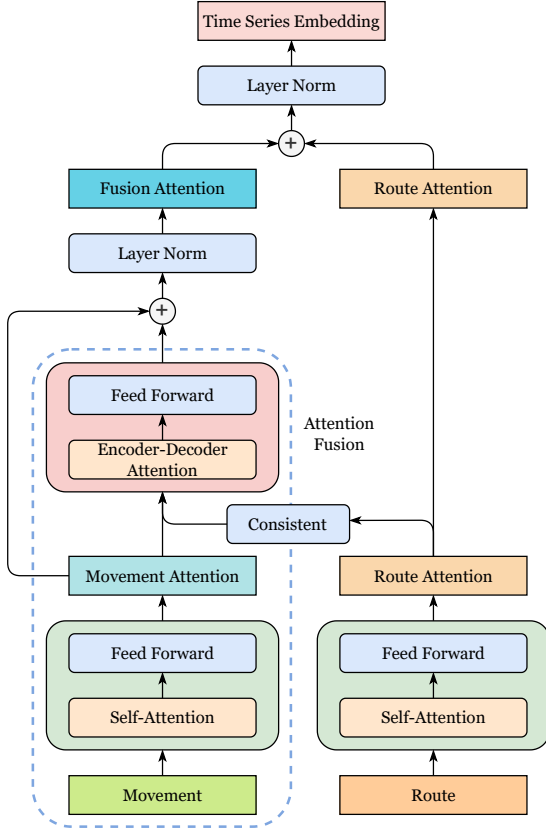 Time Series Embedding
Layer Norm
+
Fusion Attention
Route Attention
Layer Norm
+
Feed Forward
Encoder-Decoder
Attention
Attention
Fusion
Consistent
Movement Attention
Route Attention
Feed Forward
Feed Forward
Self-Attention
Self-Attention
Movement
Route